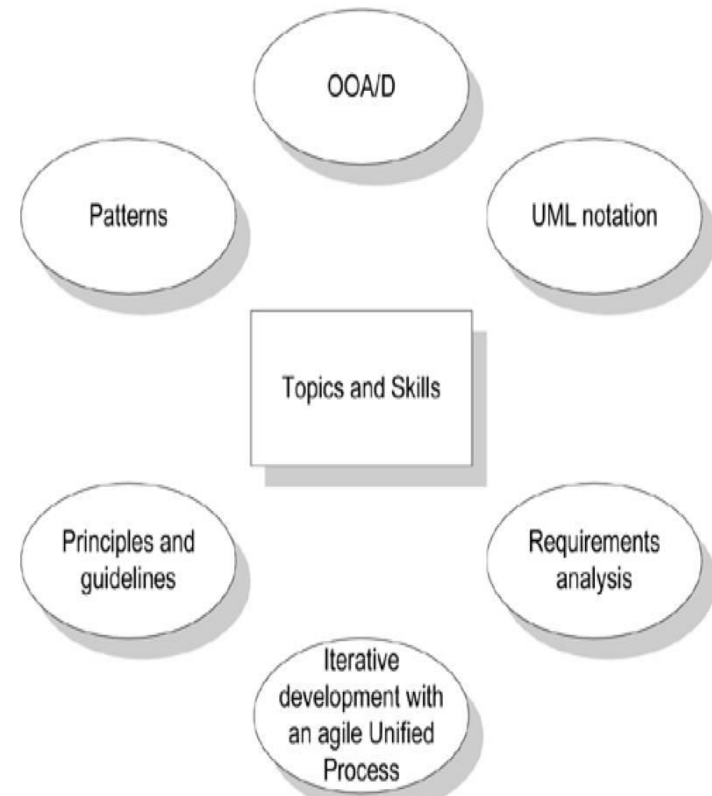 OOA/D
Patterns
UML notation
Topics and Skills
Principles and
guidelines
Requirements
analysis
Iterative
development with
an agile Unified
Process